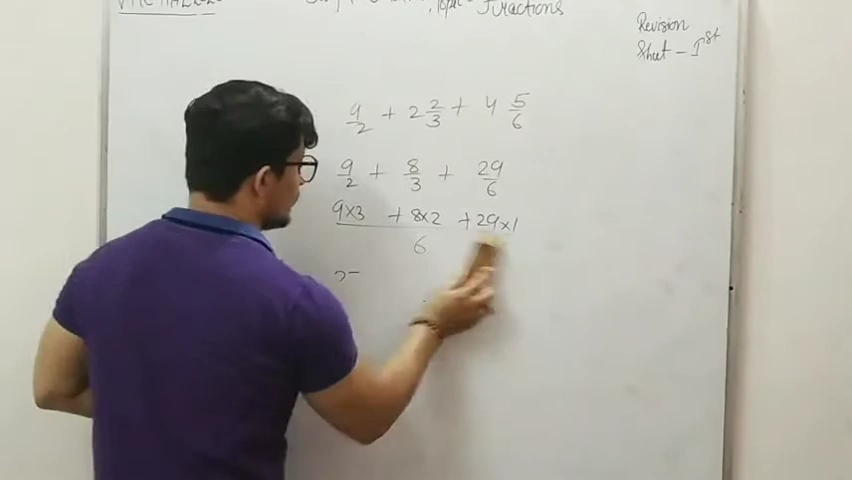 Topic - Fractions
Revision
Sheet - Ist
9/2 + 2 2/3 + 4 5/6
9/2 + 8/3 + 29/6
9×3 + 8×2 + 29×1
6